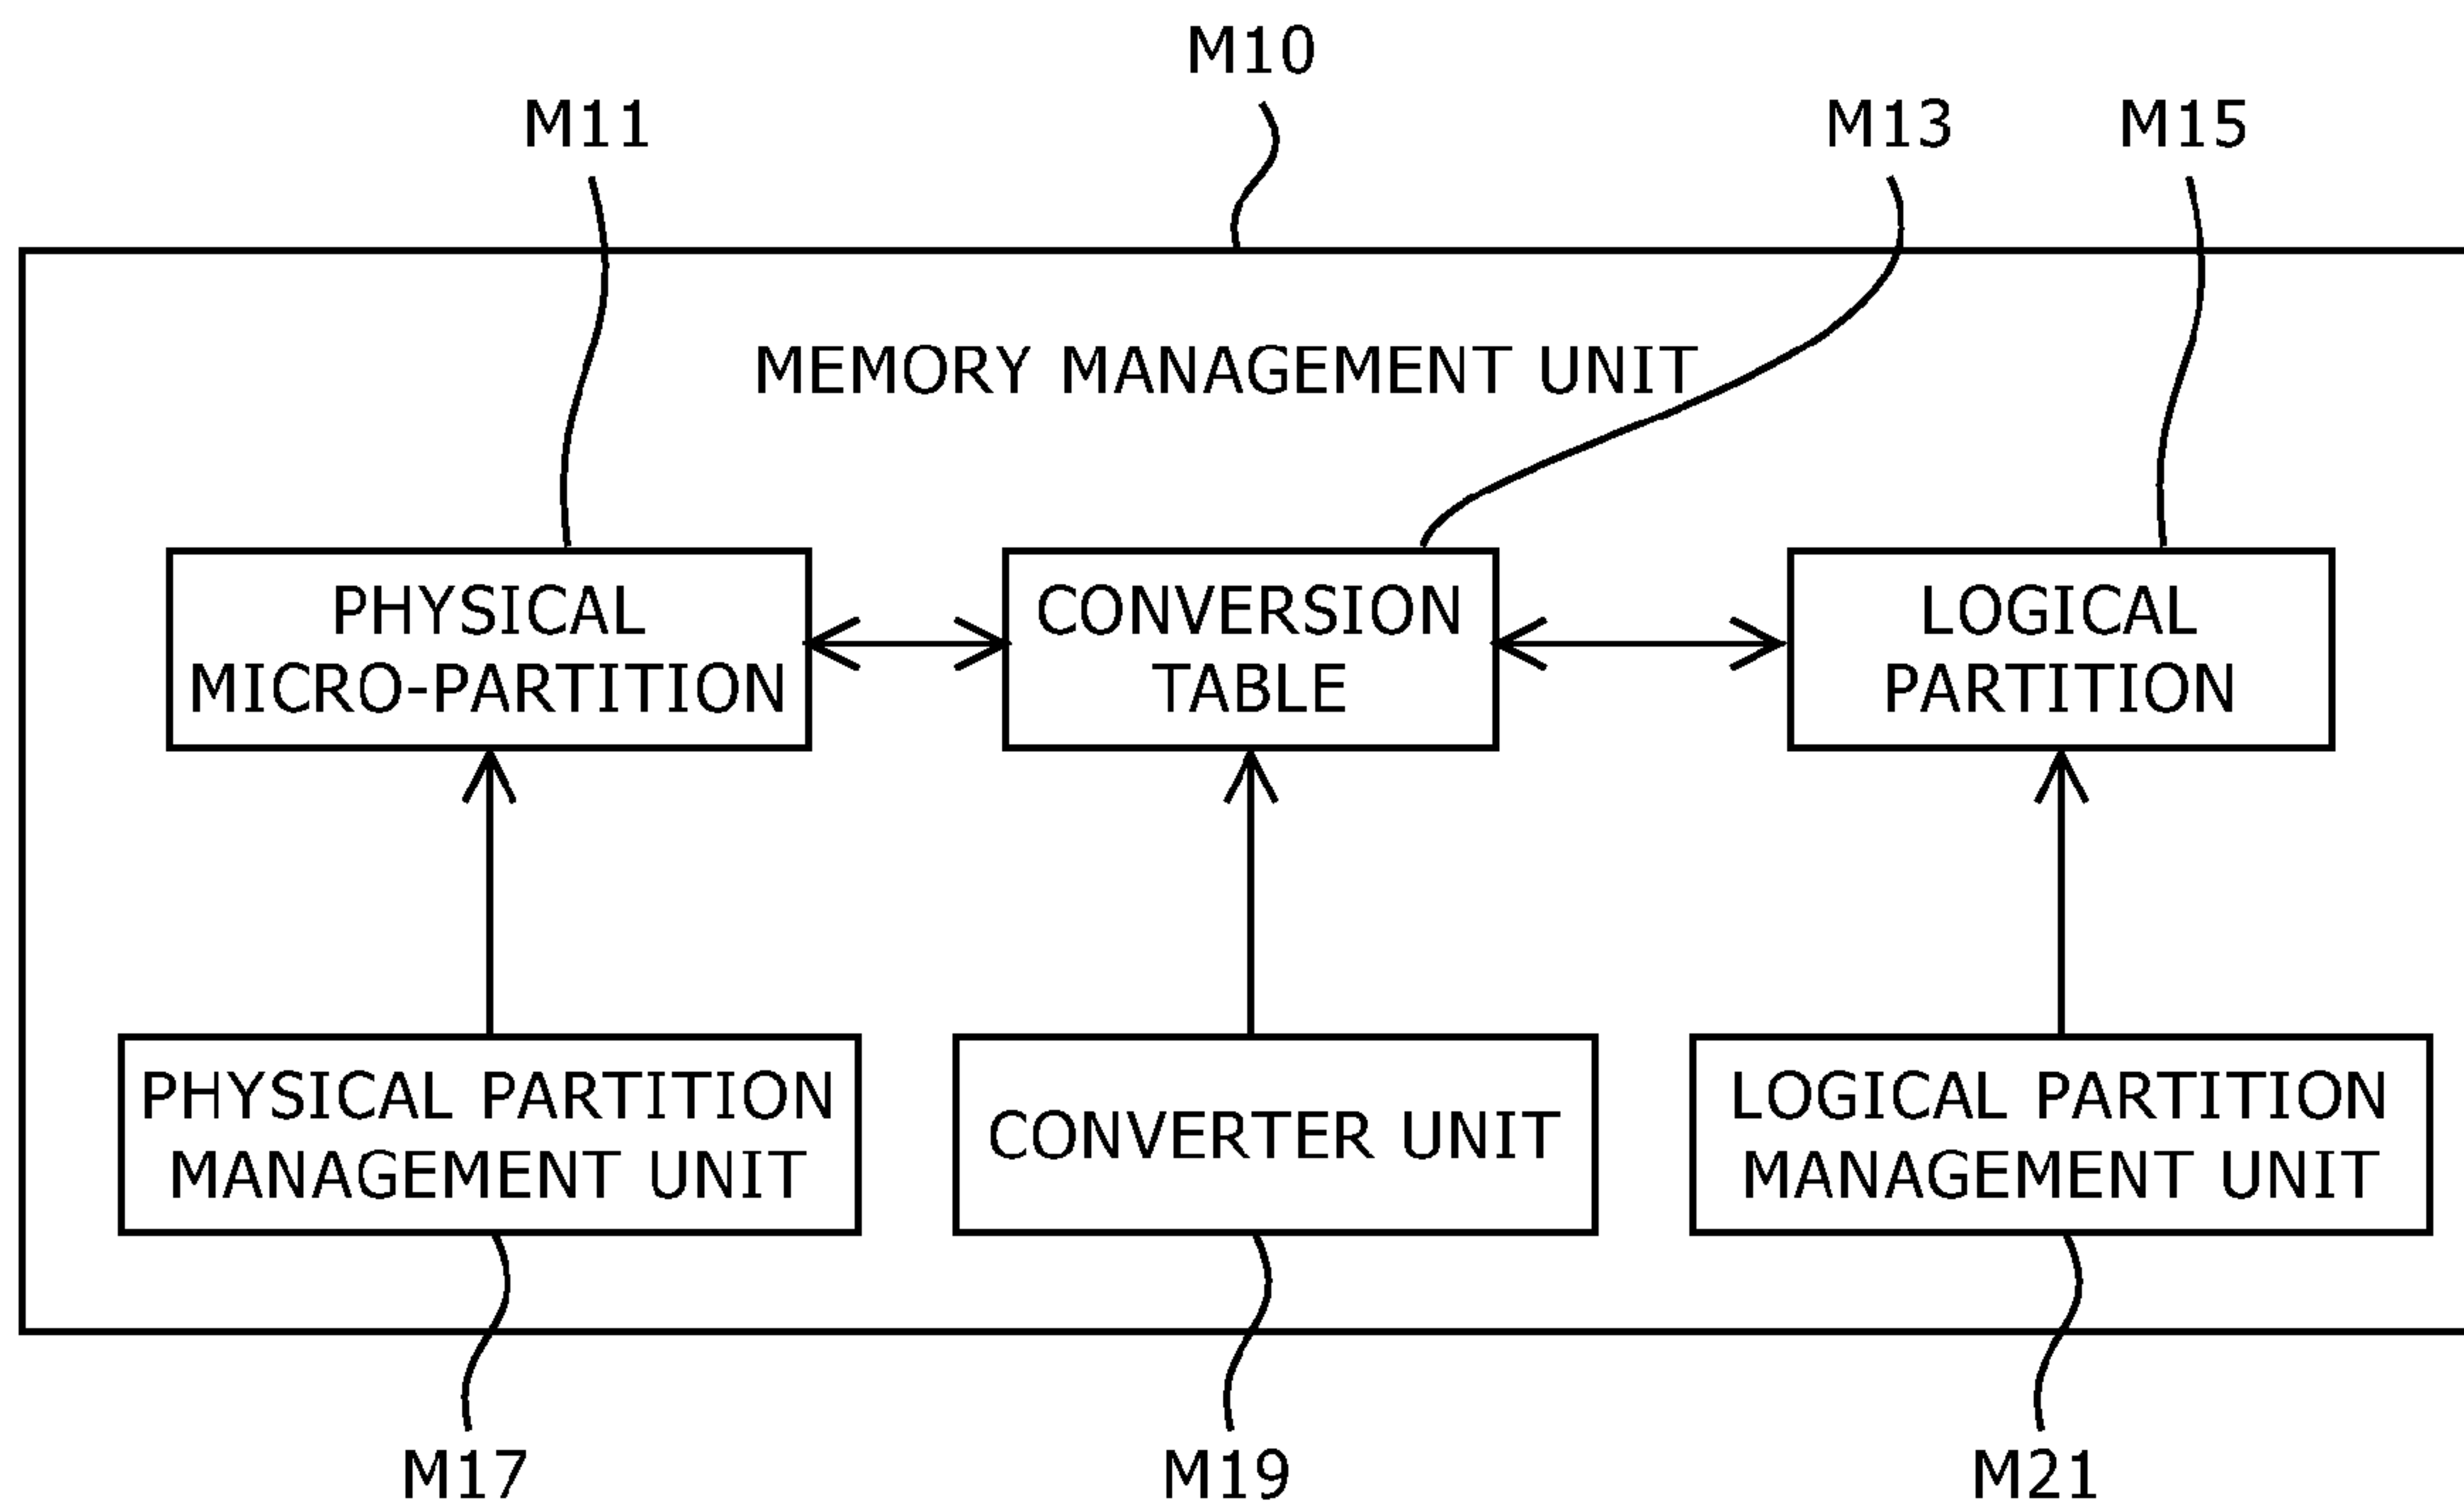 M10
M11
M13
M15
MEMORY MANAGEMENT UNIT
PHYSICAL
MICRO-PARTITION
CONVERSION
TABLE
LOGICAL
PARTITION
PHYSICAL PARTITION
MANAGEMENT UNIT
CONVERTER UNIT
LOGICAL PARTITION
MANAGEMENT UNIT
M17
M19
M21